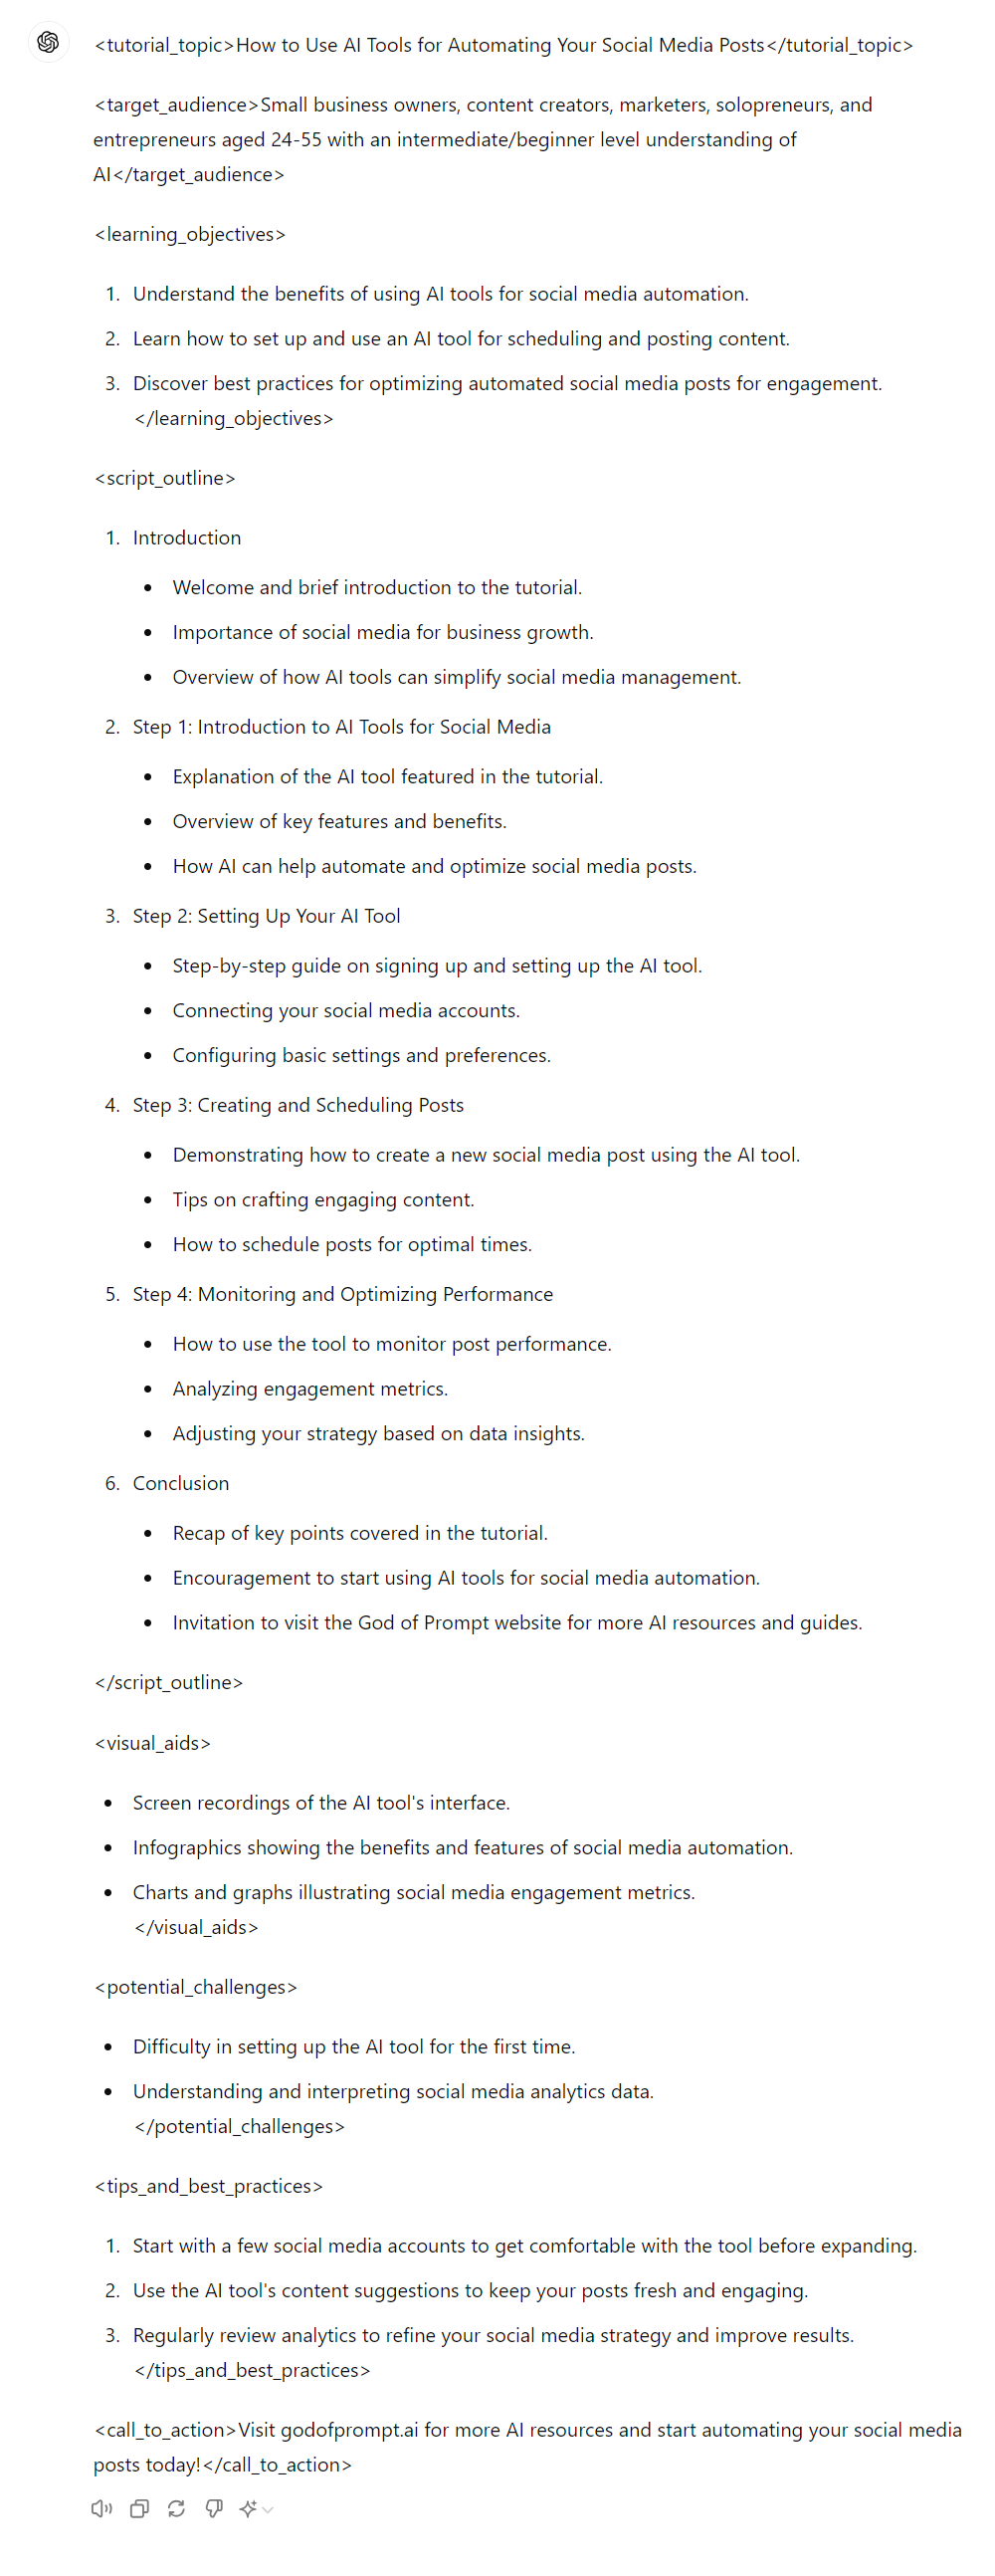 <tutorial_topic>How to Use AI Tools for Automating Your Social Media Posts</tutorial_topic>
<target_audience>Small business owners, content creators, marketers, solopreneurs, and
entrepreneurs aged 24-55 with an intermediate/beginner level understanding of
AI</target_audience>
<learning_objectives>
1. Understand the benefits of using AI tools for social media automation.
2. Learn how to set up and use an AI tool for scheduling and posting content.
3. Discover best practices for optimizing automated social media posts for engagement.
</learning_objectives>
<script_outline>
1. Introduction
• Welcome and brief introduction to the tutorial.
• Importance of social media for business growth.
• Overview of how AI tools can simplify social media management.
2. Step 1: Introduction to AI Tools for Social Media
• Explanation of the AI tool featured in the tutorial.
• Overview of key features and benefits.
• How AI can help automate and optimize social media posts.
3. Step 2: Setting Up Your AI Tool
• Step-by-step guide on signing up and setting up the AI tool.
• Connecting your social media accounts.
• Configuring basic settings and preferences.
4. Step 3: Creating and Scheduling Posts
• Demonstrating how to create a new social media post using the AI tool.
• Tips on crafting engaging content.
• How to schedule posts for optimal times.
5. Step 4: Monitoring and Optimizing Performance
• How to use the tool to monitor post performance.
• Analyzing engagement metrics.
• Adjusting your strategy based on data insights.
6. Conclusion
• Recap of key points covered in the tutorial.
• Encouragement to start using AI tools for social media automation.
• Invitation to visit the God of Prompt website for more AI resources and guides.
</script_outline>
<visual_aids>
• Screen recordings of the AI tool's interface.
• Infographics showing the benefits and features of social media automation.
• Charts and graphs illustrating social media engagement metrics.
</visual_aids>
<potential_challenges>
• Difficulty in setting up the AI tool for the first time.
• Understanding and interpreting social media analytics data.
</potential_challenges>
<tips_and_best_practices>
1. Start with a few social media accounts to get comfortable with the tool before expanding.
2. Use the AI tool's content suggestions to keep your posts fresh and engaging.
3. Regularly review analytics to refine your social media strategy and improve results.
</tips_and_best_practices>
<call_to_action>Visit godofprompt.ai for more AI resources and start automating your social media
posts today!</call_to_action>